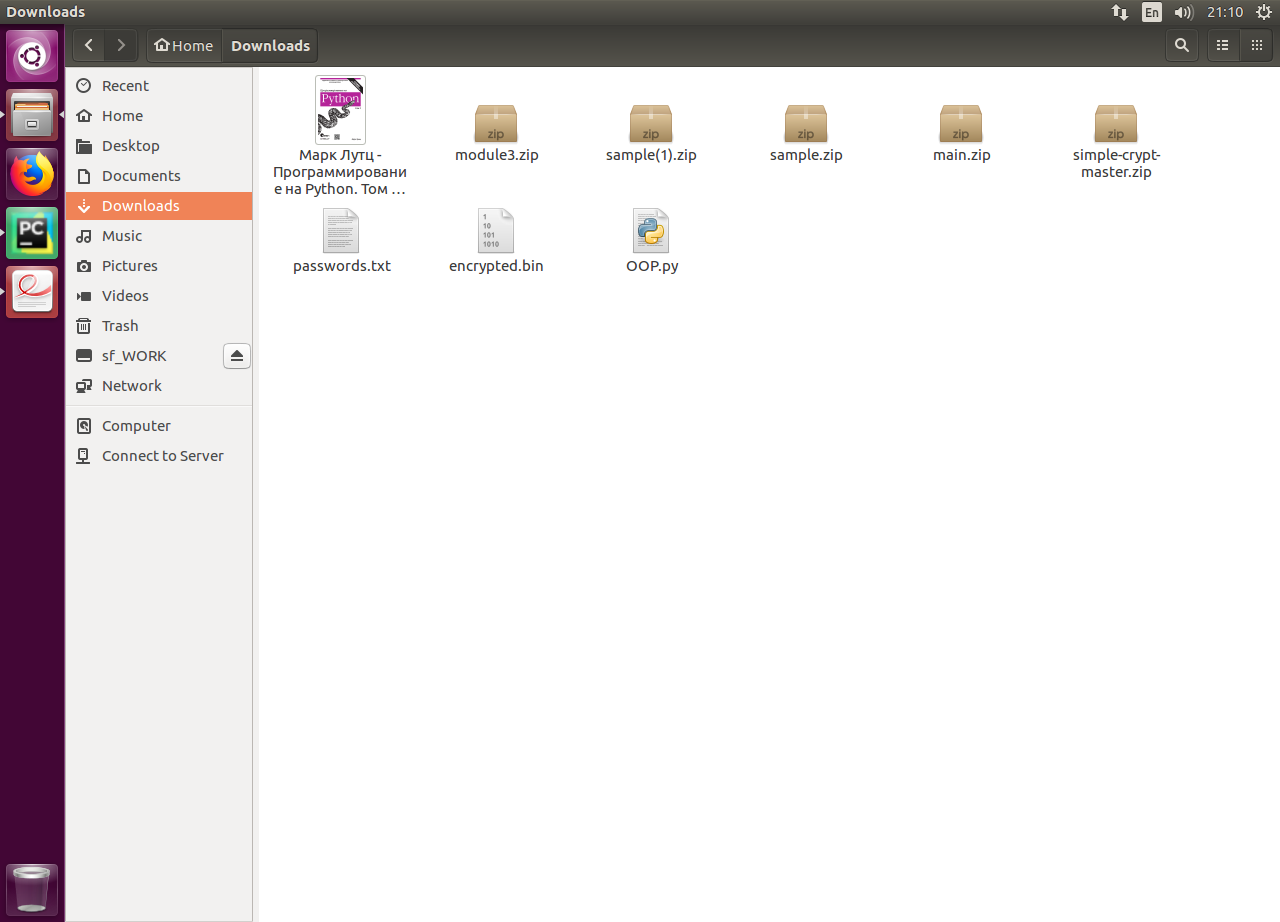 Downloads
En
21:10
Home
Downloads
Recent
Home
Desktop
Documents
Downloads
Music
Pictures
Videos
Trash
sf_WORK
Network
Computer
Connect to Server
PC
Python
Марк Лутц -
Программировани
е на Python. Том …
zip
module3.zip
zip
sample(1).zip
zip
sample.zip
zip
main.zip
zip
simple-crypt-
master.zip
passwords.txt
1
10
101
1010
encrypted.bin
OOP.py